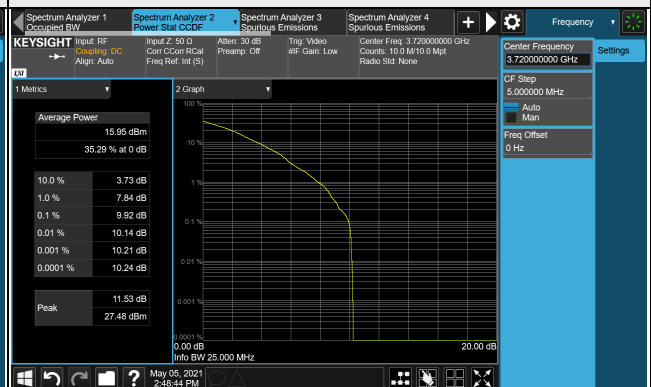 Spectrum Analyzer 1
Occupied BW
Spectrum Analyzer 2
Power Stat CCDF
Spectrum Analyzer 3
Spurious Emissions
Spectrum Analyzer 4
Spurious Emissions
Frequency
KEYSIGHT
Input: RF
Coupling: DC
Align: Auto
Input Z: 50 Ω
Corr CCorr RCal
Freq Ref: Int (S)
Atten: 30 dB
Preamp: Off
Trig: Video
#IF Gain: Low
Center Freq: 3.720000000 GHz
Counts: 10.0 M/10.0 Mpt
Radio Std: None
LXI
Center Frequency
3.720000000 GHz
Settings
CF Step
5.000000 MHz
Auto
Man
Freq Offset
0 Hz
1 Metrics
Average Power
15.95 dBm
35.29 % at 0 dB
10.0 % 3.73 dB
1.0 % 7.84 dB
0.1 % 9.92 dB
0.01 % 10.14 dB
0.001 % 10.21 dB
0.0001 % 10.24 dB
Peak
11.53 dB
27.48 dBm
2 Graph
100 %
10 %
1 %
0.1 %
0.01 %
0.001 %
0.0001 %
0.00 dB
20.00 dB
Info BW 25.000 MHz
?
May 05, 2021
2:48:44 PM